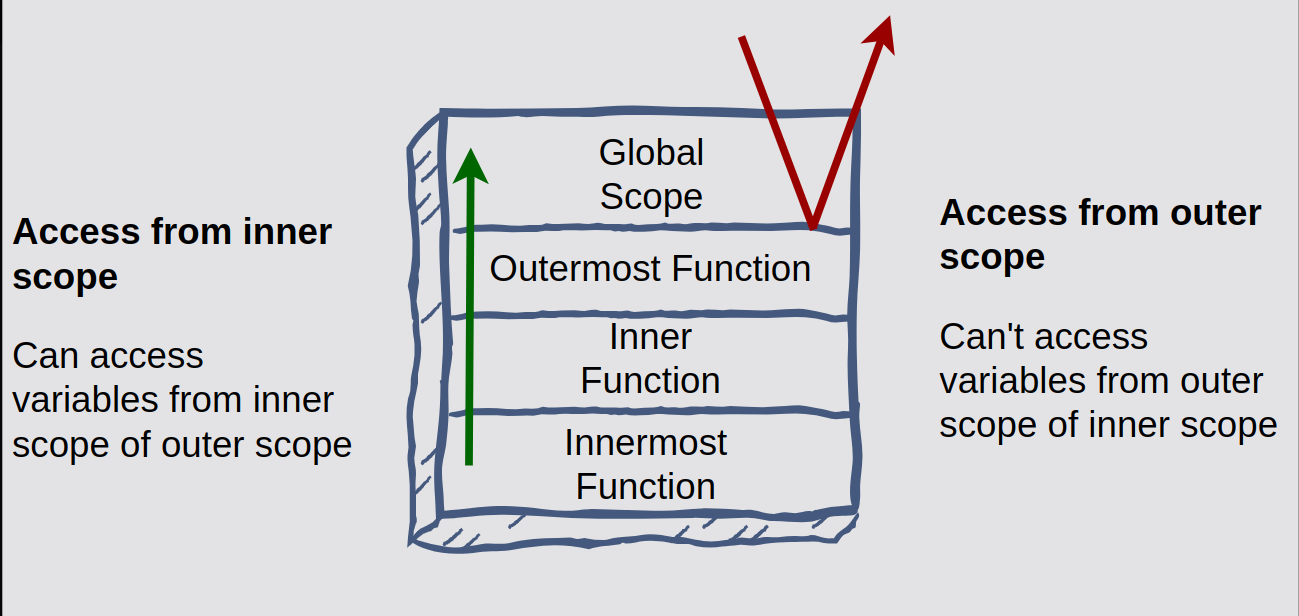 Access from inner
scope
Can access
variables from inner
scope of outer scope
Global
Scope
Outermost Function
Inner
Function
Innermost
Function
Access from outer
scope
Can't access
variables from outer
scope of inner scope